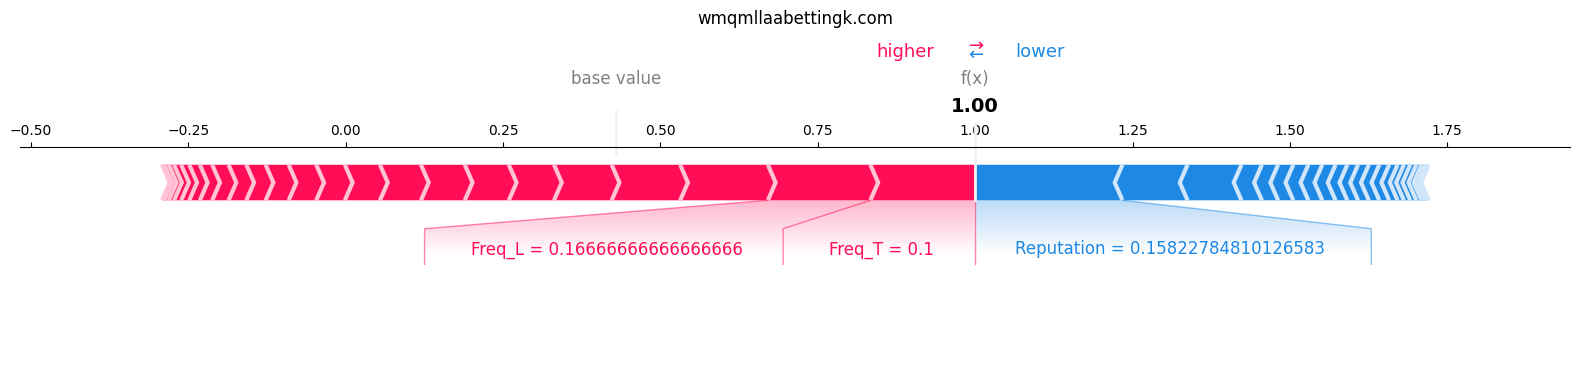 wmqmllaabettingk.com
higher ⇄ lower
base value f(x)
1.00
−0.50 −0.25 0.00 0.25 0.50 0.75 1.00 1.25 1.50 1.75
Freq_L = 0.16666666666666666 Freq_T = 0.1 Reputation = 0.15822784810126583